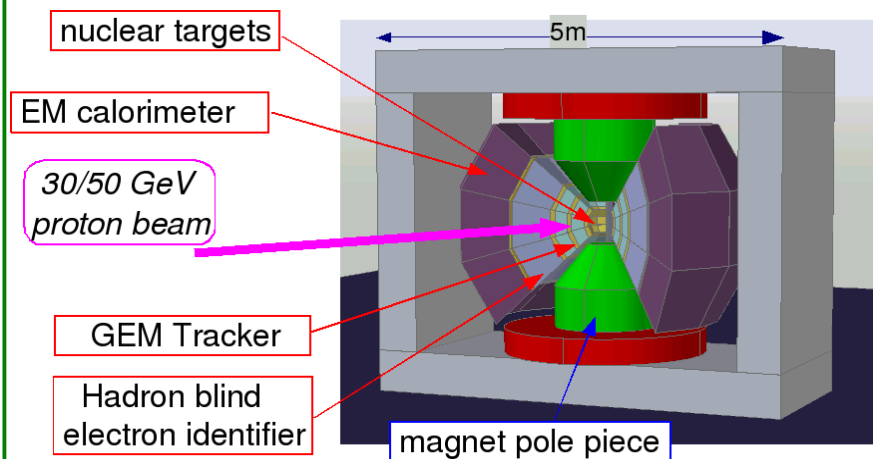 nuclear targets
5m
EM calorimeter
30/50 GeV
proton beam
GEM Tracker
Hadron blind
electron identifier
magnet pole piece